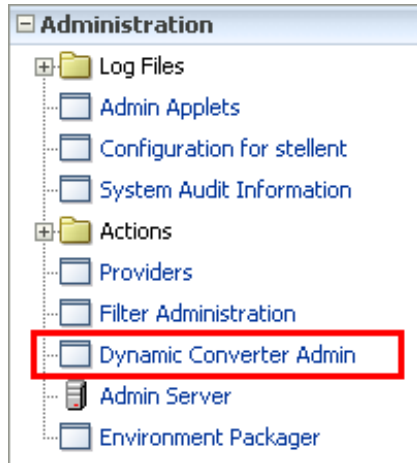 Administration
Log Files
Admin Applets
Configuration for stellent
System Audit Information
Actions
Providers
Filter Administration
Dynamic Converter Admin
Admin Server
Environment Packager